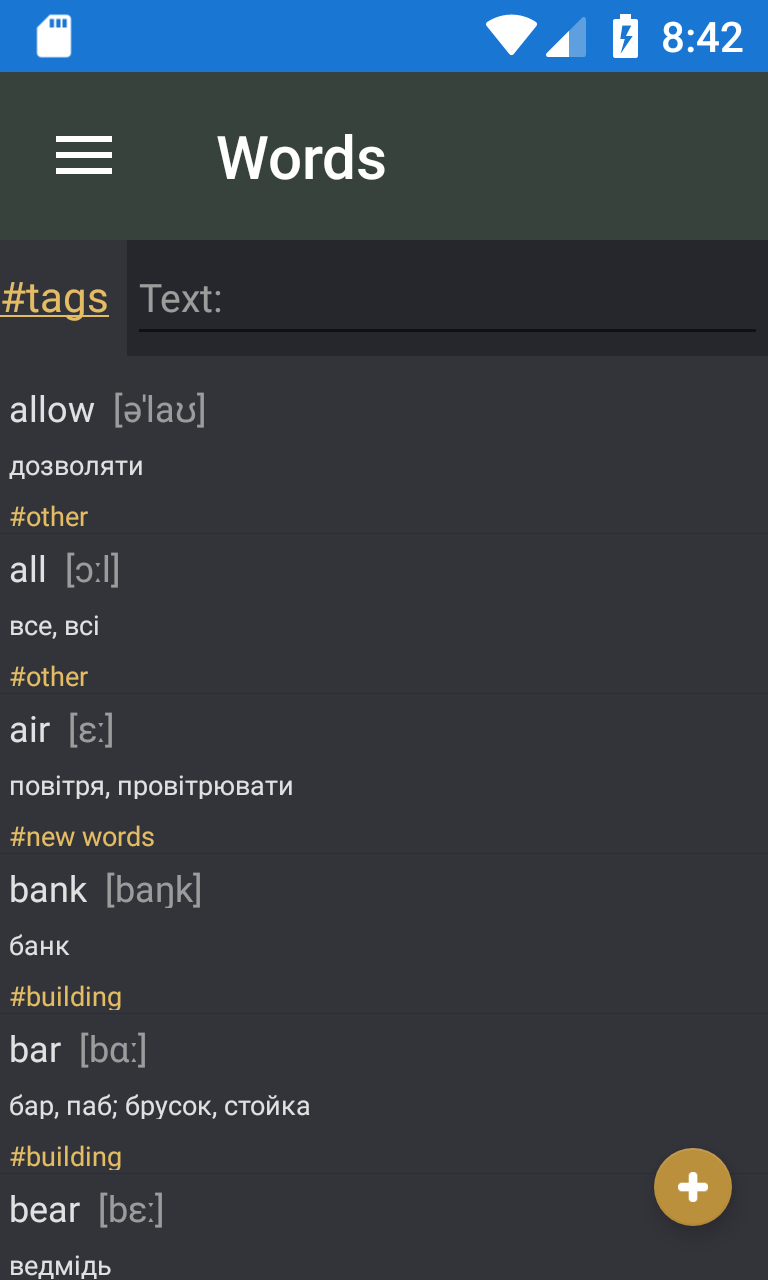 8:42
Words
#tags Text:
allow [ə'laʊ]
дозволяти
#other
all [ɔːl]
все, всі
#other
air [ɛː]
повітря, провітрювати
#new words
bank [baŋk]
банк
#building
bar [bɑː]
бар, паб; брусок, стойка
#building
bear [bɛː]
ведмідь